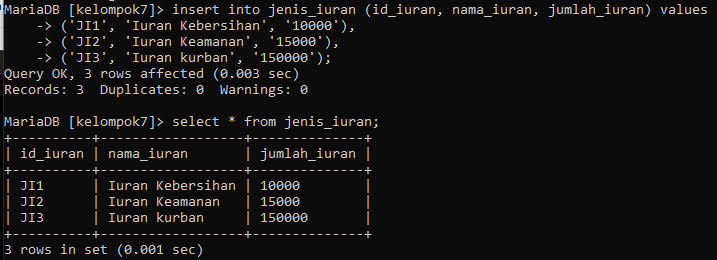 MariaDB [kelompok7]> insert into jenis_iuran (id_iuran, nama_iuran, jumlah_iuran) values
    -> ('JI1', 'Iuran Kebersihan', '10000'),
    -> ('JI2', 'Iuran Keamanan', '15000'),
    -> ('JI3', 'Iuran kurban', '150000');
Query OK, 3 rows affected (0.003 sec)
Records: 3  Duplicates: 0  Warnings: 0

MariaDB [kelompok7]> select * from jenis_iuran;
+----------+------------------+--------------+
| id_iuran | nama_iuran       | jumlah_iuran |
+----------+------------------+--------------+
| JI1      | Iuran Kebersihan | 10000        |
| JI2      | Iuran Keamanan   | 15000        |
| JI3      | Iuran kurban     | 150000       |
+----------+------------------+--------------+
3 rows in set (0.001 sec)